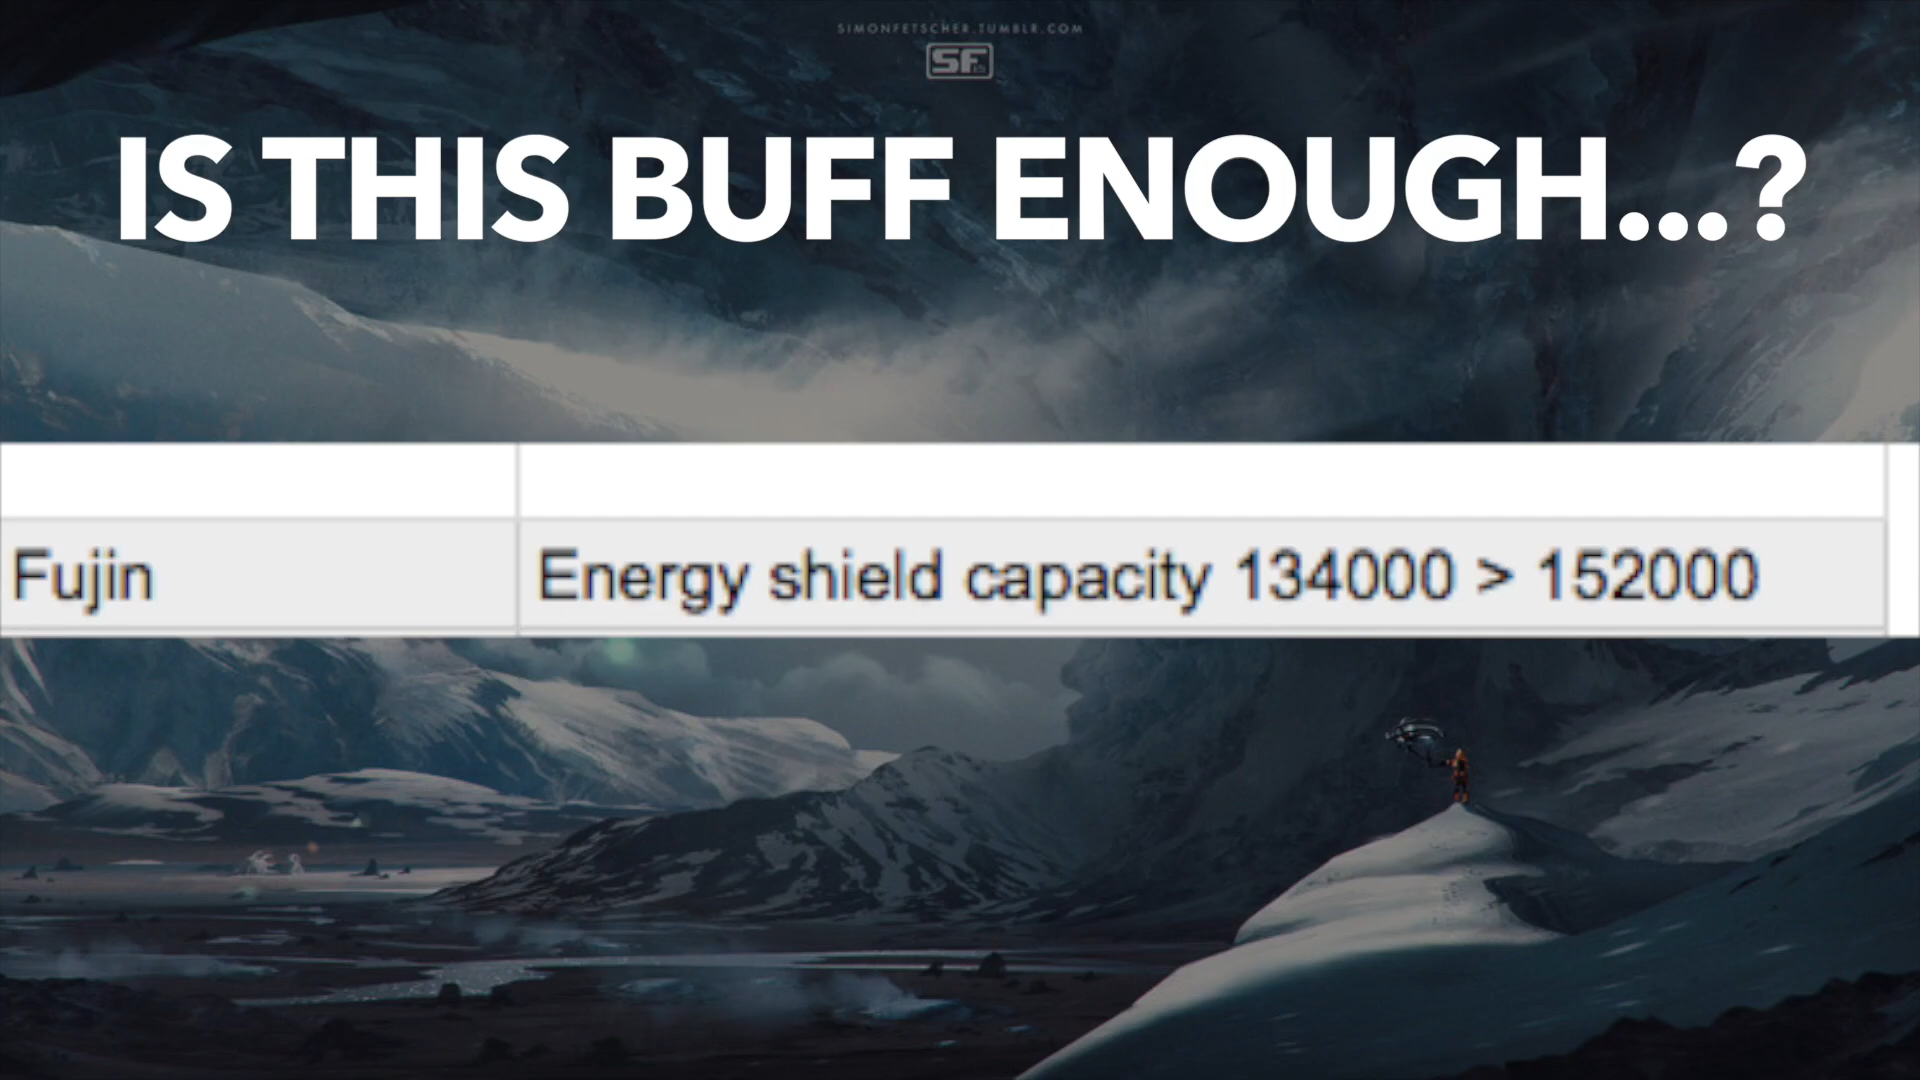 SIMONFETSCHER.TUMBLR.COM
SF
IS THIS BUFF ENOUGH...?
Fujin
Energy shield capacity 134000 > 152000